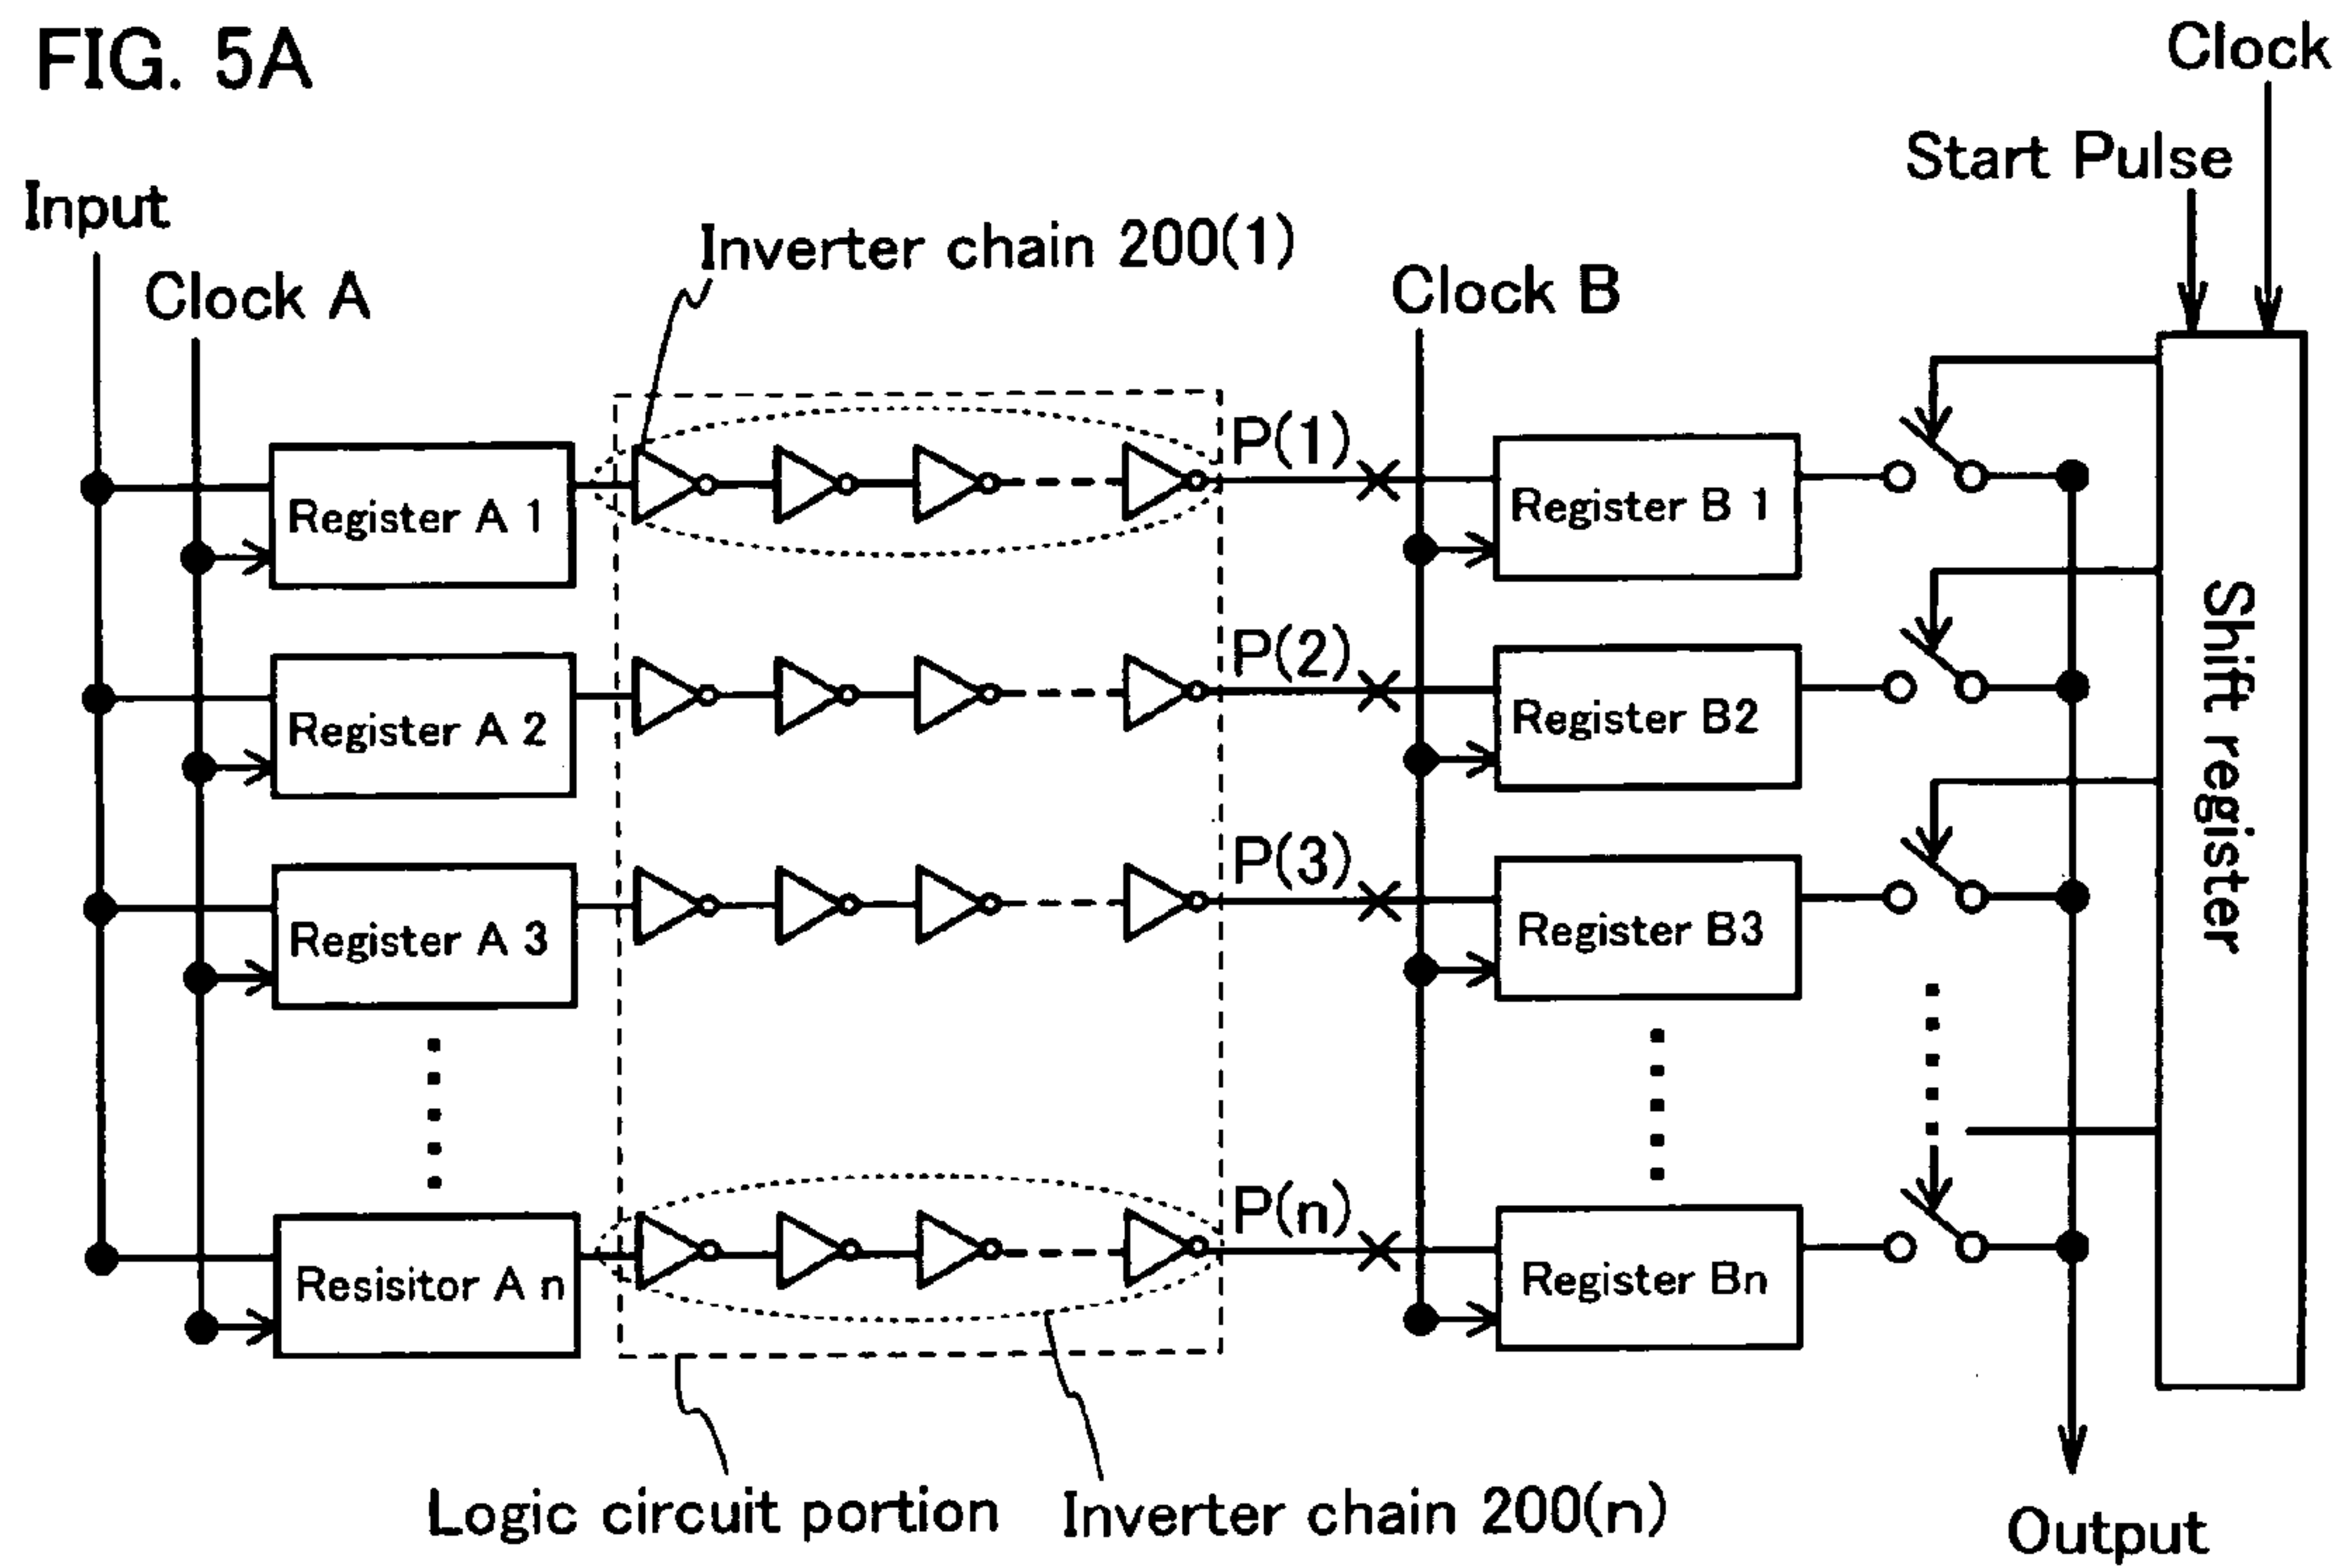 FIG. 5A
Clock
Start Pulse
Input
Inverter chain 200(1)
Clock A
Clock B
P(1)
Register A 1
Register B 1
P(2)
Register A 2
Register B2
Shift register
P(3)
Register A 3
Register B3
P(n)
Resisitor A n
Register Bn
Logic circuit portion
Inverter chain 200(n)
Output